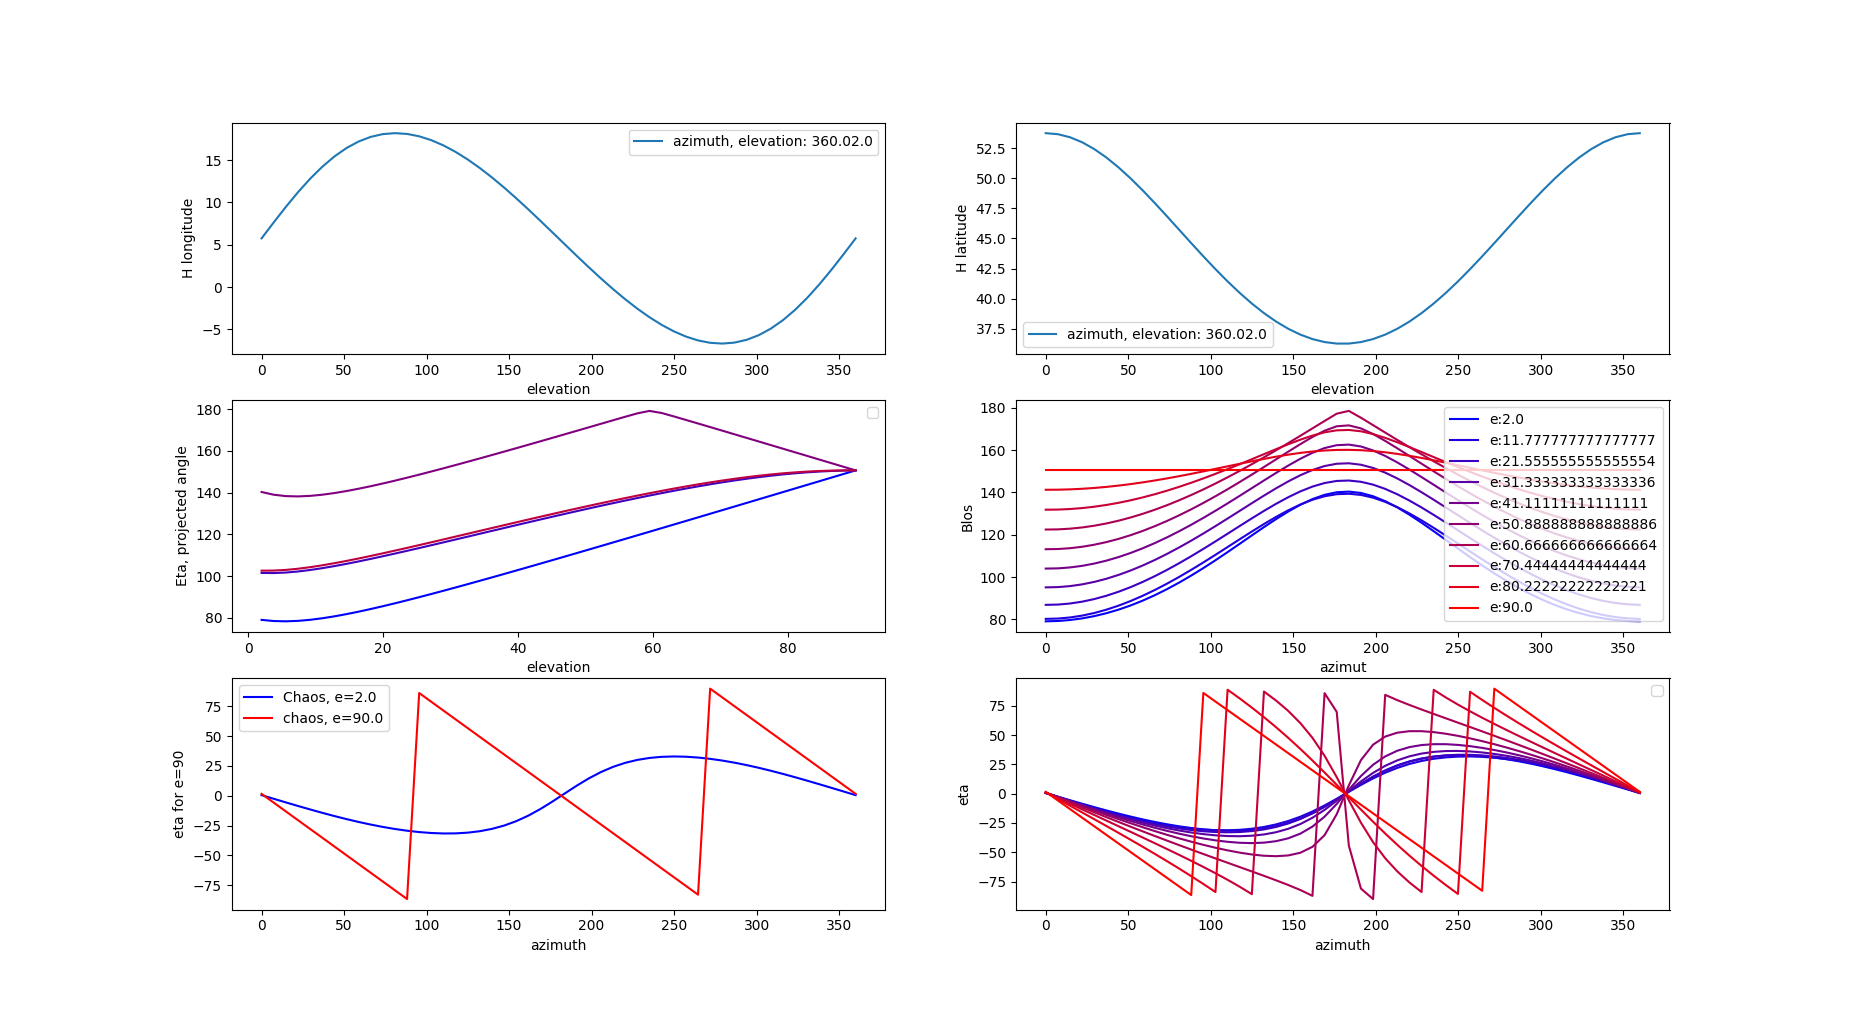 H longitude
15
10
5
0
−5
azimuth, elevation: 360.02.0
0 50 100 150 200 250 300 350
elevation
H latitude
52.5
50.0
47.5
45.0
42.5
40.0
37.5
azimuth, elevation: 360.02.0
0 50 100 150 200 250 300 350
elevation
Eta, projected angle
180
160
140
120
100
80
0 20 40 60 80
elevation
Blos
180
160
140
120
100
80
e:2.0
e:11.777777777777777
e:21.555555555555554
e:31.333333333333336
e:41.11111111111111
e:50.888888888888886
e:60.666666666666664
e:70.44444444444444
e:80.22222222222221
e:90.0
0 50 100 150 200 250 300 350
azimut
eta for e=90
75
50
25
0
−25
−50
−75
Chaos, e=2.0
chaos, e=90.0
0 50 100 150 200 250 300 350
azimuth
eta
75
50
25
0
−25
−50
−75
0 50 100 150 200 250 300 350
azimuth